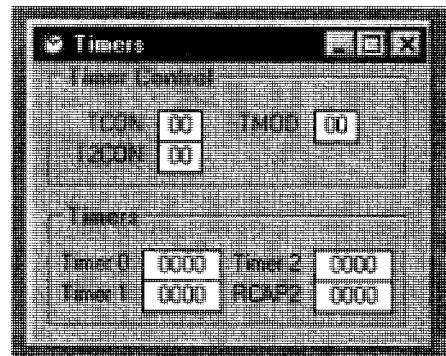 Timers
Timer Control
TCON 00 TMOD 00
T2CON 00
Timers
Timer 0 0000 Timer 2 0000
Timer 1 0000 RCAP2 0000